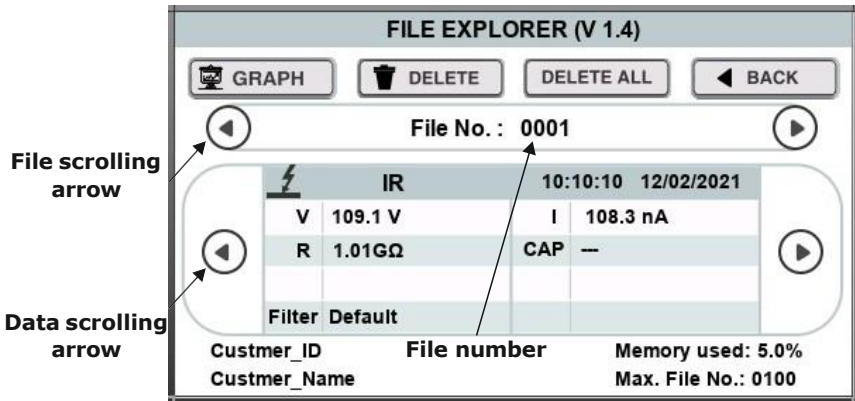 FILE EXPLORER (V 1.4)
GRAPH DELETE DELETE ALL BACK
File No. : 0001
File scrolling
arrow
IR 10:10:10 12/02/2021
V 109.1 V I 108.3 nA
R 1.01GΩ CAP ---
Filter Default
Data scrolling
arrow
File number
Custmer_ID Memory used: 5.0%
Custmer_Name Max. File No.: 0100